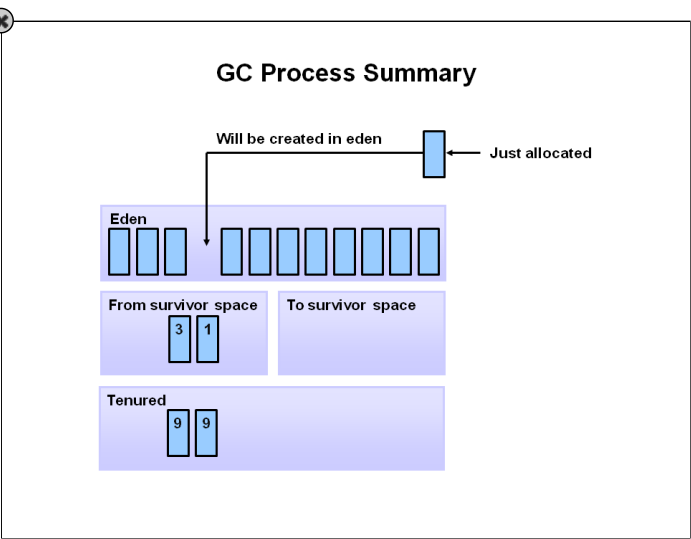 GC Process Summary
Will be created in eden
Just allocated
Eden
From survivor space
To survivor space
3 1
Tenured
9 9